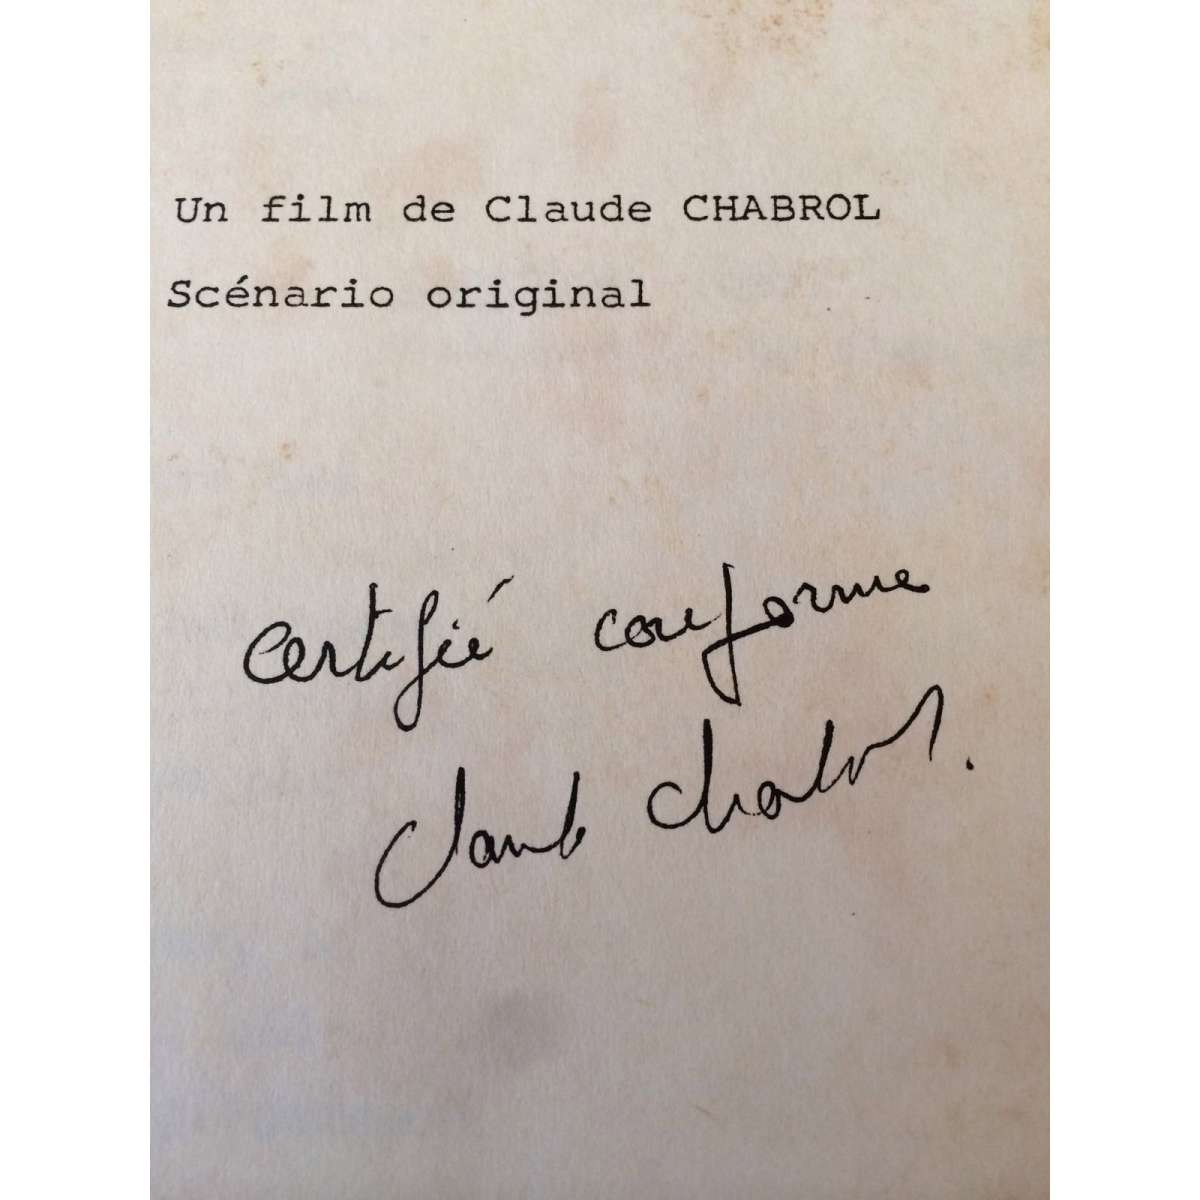 Un film de Claude CHABROL
Scénario original
certifié conforme
Claude Chabrol.